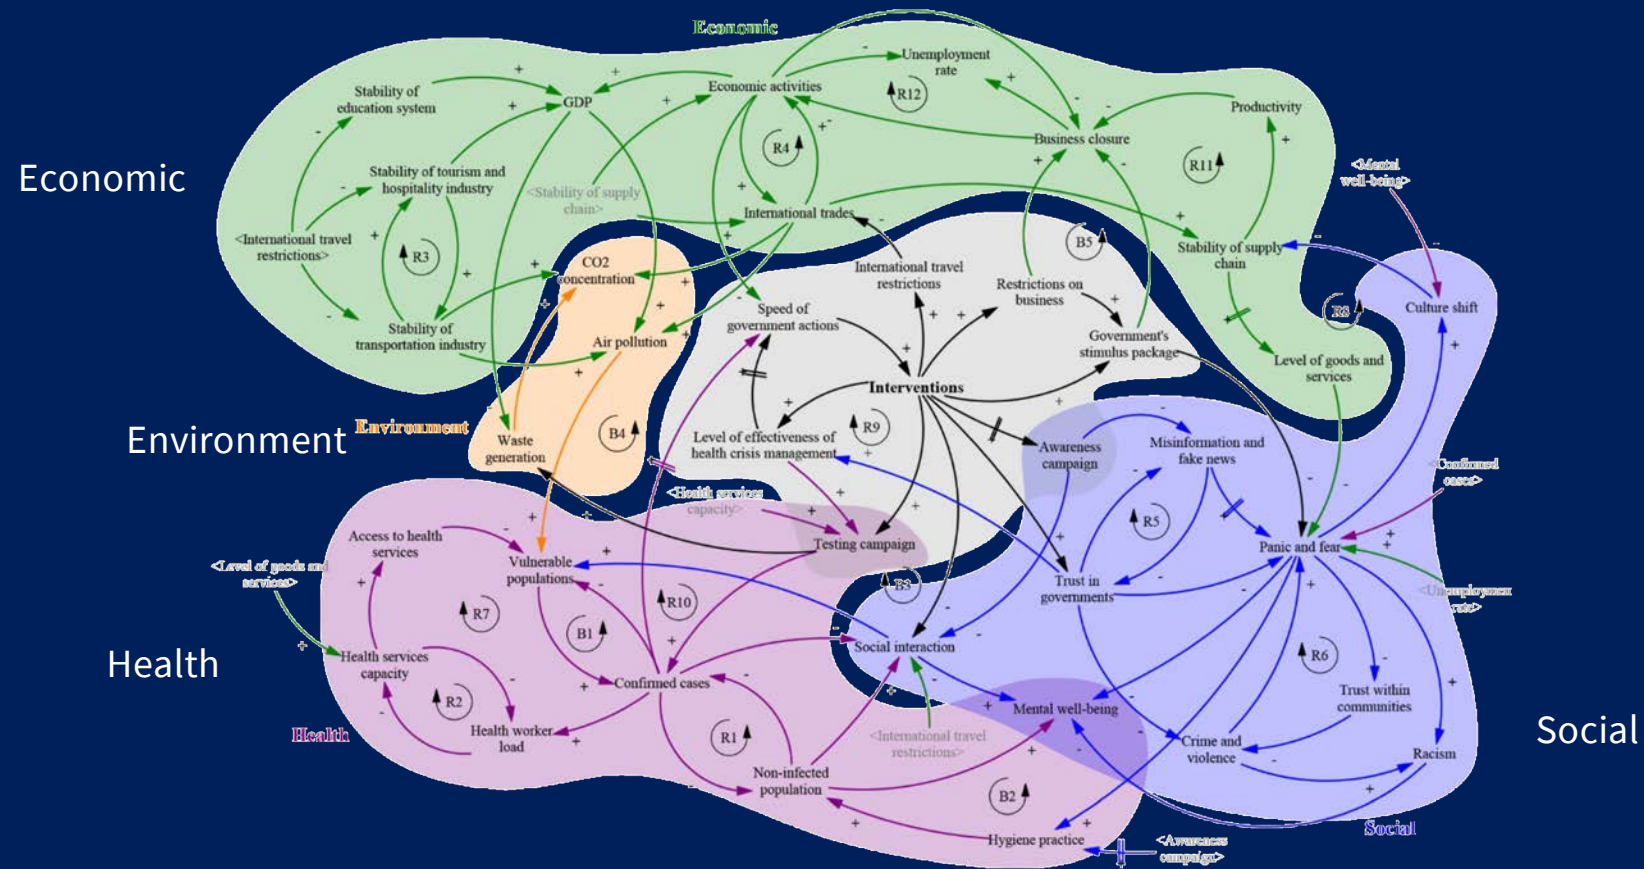 Economic
Unemployment
rate
Stability of
education system
GDP
Economic activities
R12
Productivity
Business closure
R4
R11
<Mental
well-being>
Economic
Stability of tourism and
hospitality industry
<Stability of supply
chain>
International trades
<International travel
restrictions>
R3
Stability of supply
chain
B5
CO2
concentration
International travel
restrictions
Restrictions on
business
R8
Culture shift
Speed of
government actions
Stability of
transportation industry
Air pollution
Government's
stimulus package
Level of goods and
services
Interventions
Environment
Environment
B4
R9
Waste
generation
Level of effectiveness of
health crisis management
Awareness
campaign
Misinformation and
fake news
<Confirmed
cases>
<Health services
capacity>
R5
Access to health
services
Testing campaign
Panic and fear
<Level of goods and
services>
Vulnerable
populations
B3
Trust in
governments
<Unemployment
rate>
R7
R10
B1
Health
Health services
capacity
Social interaction
R6
Confirmed cases
R2
Trust within
communities
Mental well-being
Health
Health worker
load
R1
<International travel
restrictions>
Crime and
violence
Racism
Social
Non-infected
population
B2
Hygiene practice
<Awareness
campaign>
Social